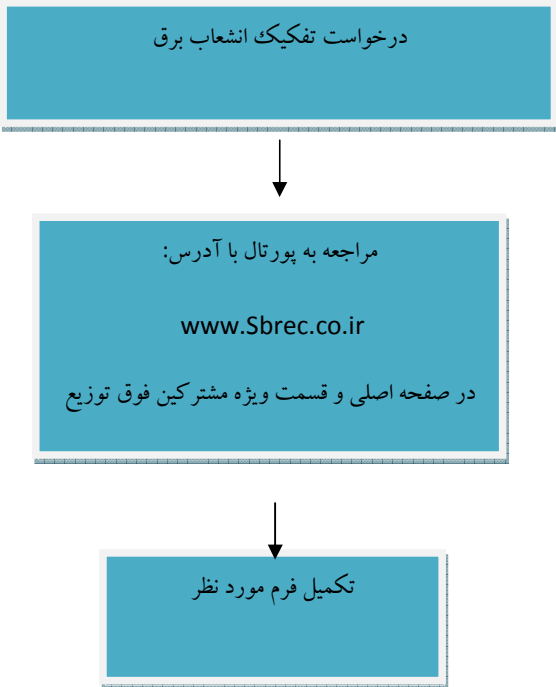 درخواست تفكيك انشعاب برق
مراجعه به پورتال با آدرس:
www.Sbrec.co.ir
در صفحه اصلی و قسمت ویژه مشترکین فوق توزیع
تکمیل فرم مورد نظر